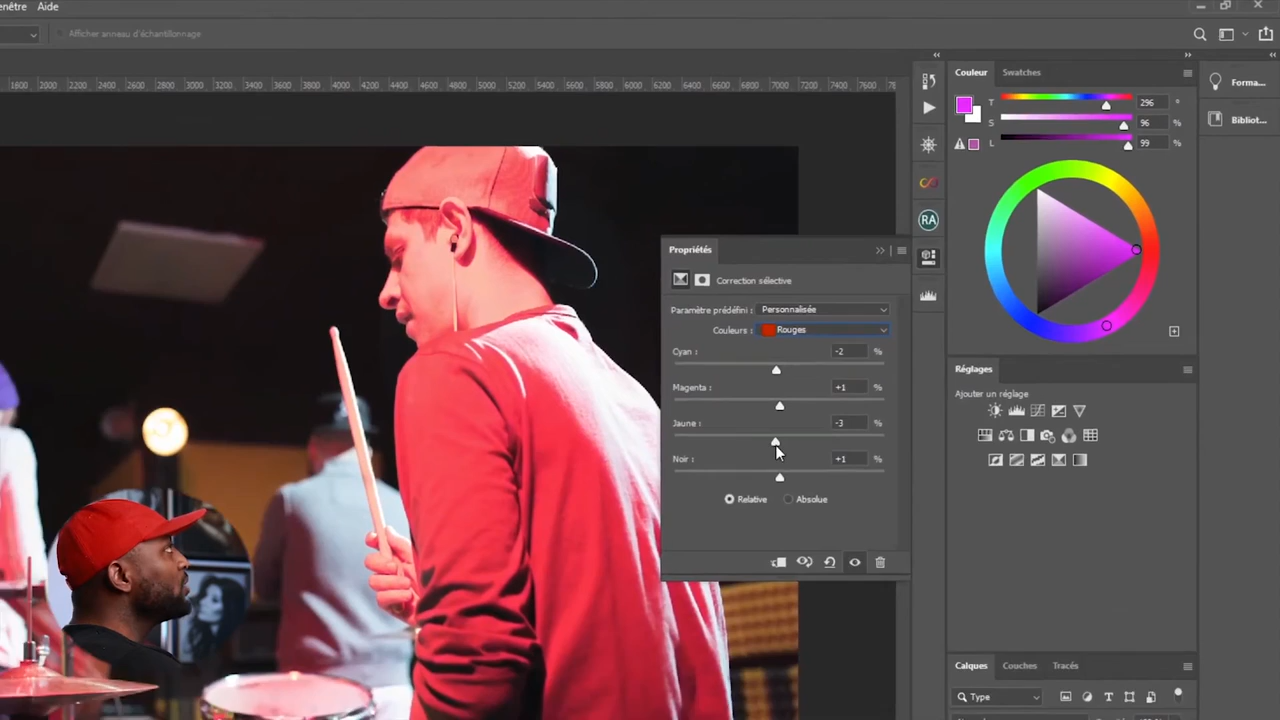 enêtre Aide
Afficher anneau d'échantillonnage
1800 2000 2200 2400 2600 2800 3000 3200 3400 3600 3800 4000 4200 4400 4600 4800 5000 5200 5400 5600 5800 6000 6200 6400 6600 6800 7000 7200 7400 7600 78
Couleur Swatches
T 296 °
S 96 %
L 99 %
Forma...
Bibliot...
RA
Propriétés
Correction sélective
Paramètre prédéfini : Personnalisée
Couleurs : Rouges
Cyan : -2 %
Magenta : +1 %
Jaune : -3 %
Noir : +1 %
Relative Absolue
Réglages
Ajouter un réglage
Calques Couches Tracés
Type